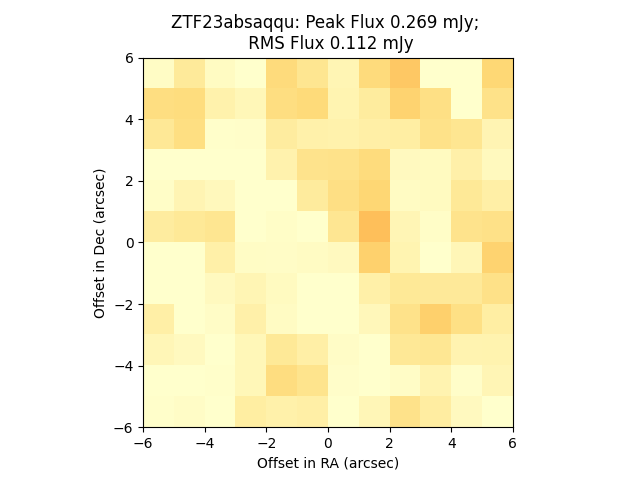 ZTF23absaqqu: Peak Flux 0.269 mJy;
RMS Flux 0.112 mJy
6
4
2
0
−2
−4
−6
Offset in Dec (arcsec)
−6 −4 −2 0 2 4 6
Offset in RA (arcsec)